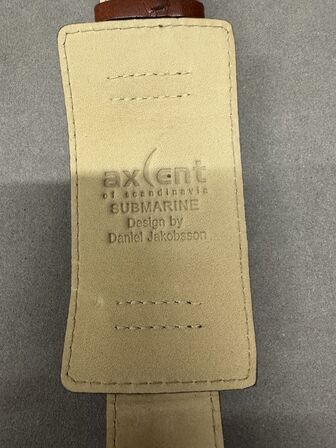 axcent
of scandinavia
SUBMARINE
Design by
Daniel Jakobsson